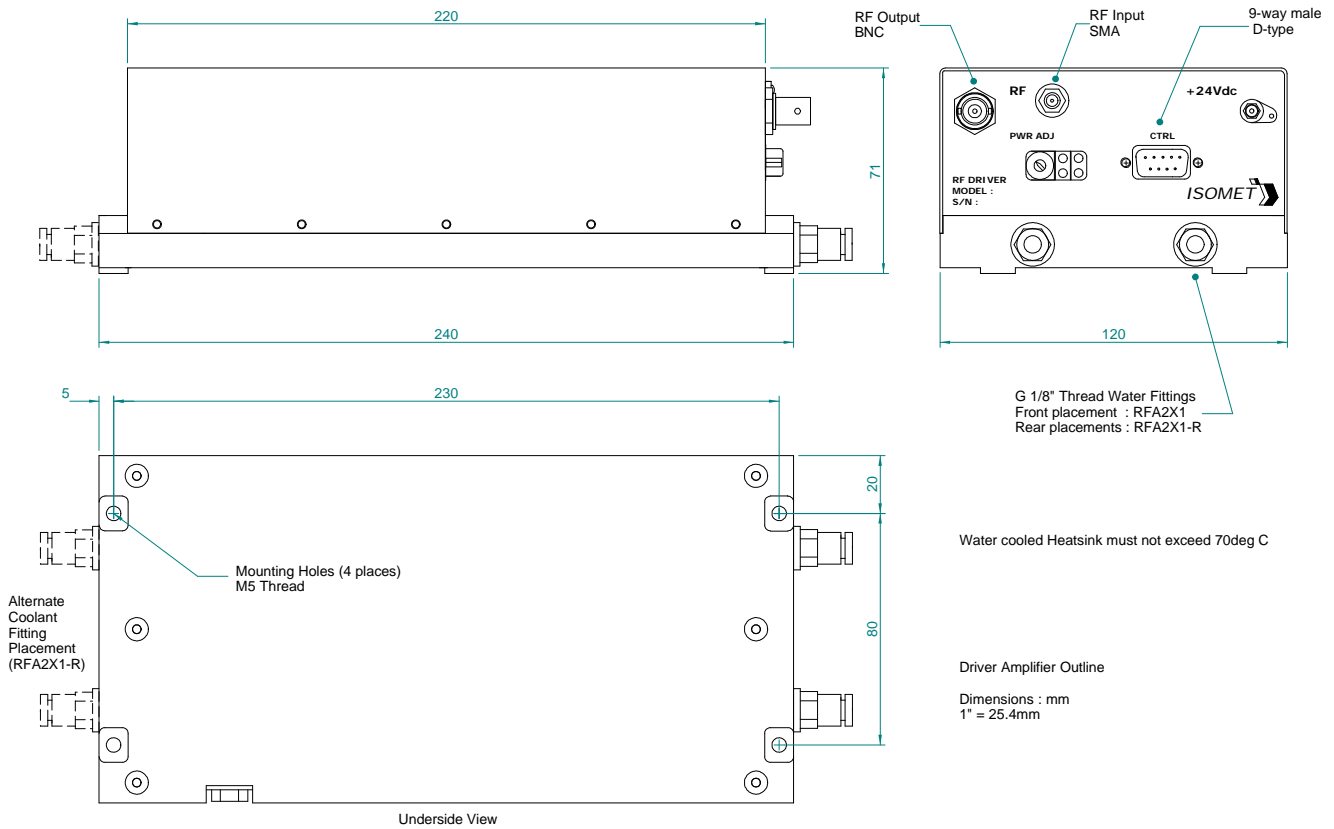 220
RF Output
BNC
RF Input
SMA
9-way male
D-type
RF
+24Vdc
PWR ADJ
CTRL
RF DRIVER
MODEL :
S/N :
ISOMET
71
240
120
G 1/8" Thread Water Fittings
Front placement : RFA2X1
Rear placements : RFA2X1-R
5
230
20
Water cooled Heatsink must not exceed 70deg C
Mounting Holes (4 places)
M5 Thread
Alternate
Coolant
Fitting
Placement
(RFA2X1-R)
80
Driver Amplifier Outline
Dimensions : mm
1" = 25.4mm
Underside View